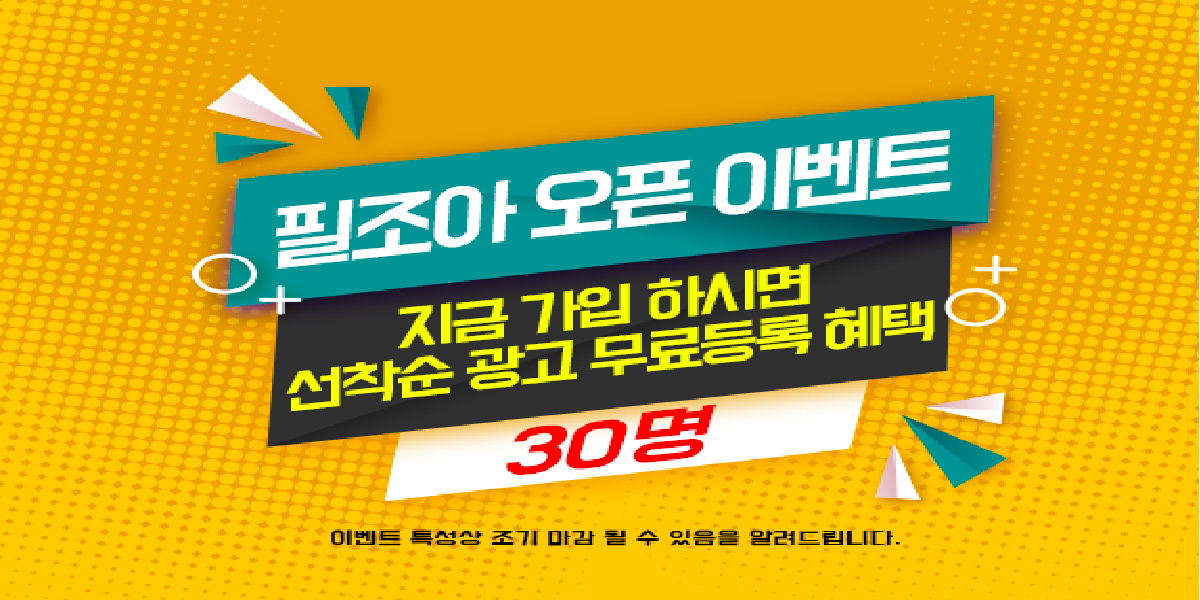 필조아 오픈 이벤트
지금 가입 하시면
선착순 광고 무료등록 혜택
30명
이벤트 특성상 조기 마감 될 수 있음을 알려드립니다.